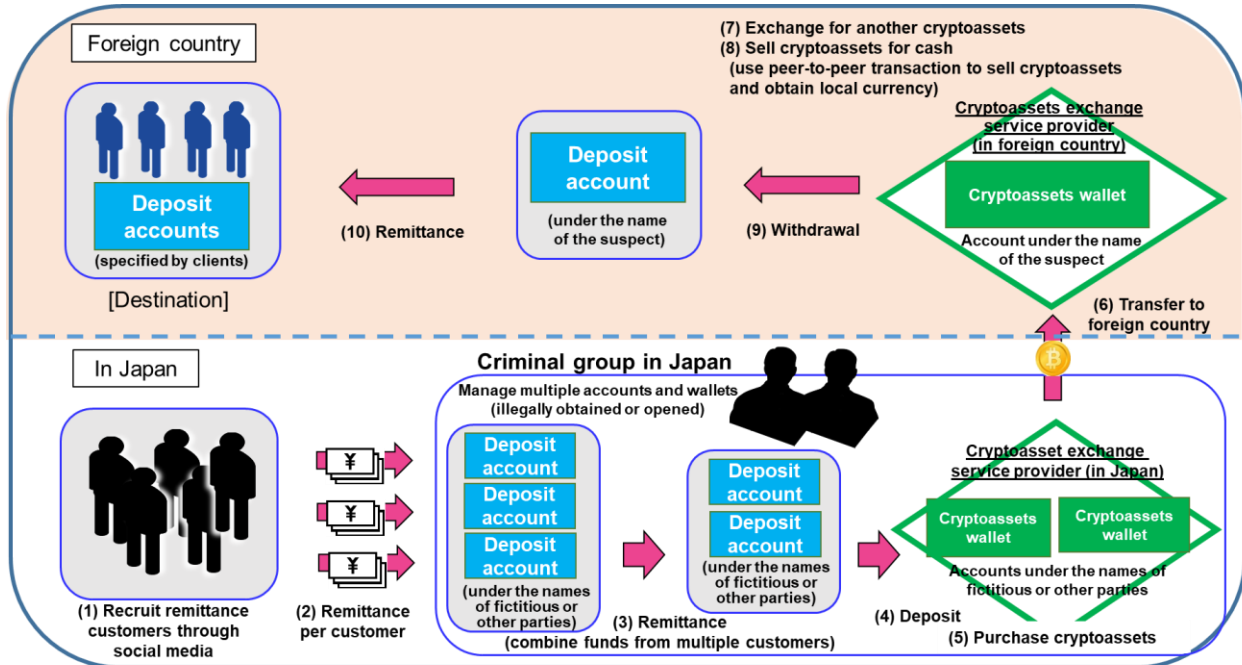 Foreign country
Deposit
accounts
(specified by clients)
[Destination]
(10) Remittance
Deposit
account
(under the name
of the suspect)
(9) Withdrawal
(7) Exchange for another cryptoassets
(8) Sell cryptoassets for cash
(use peer-to-peer transaction to sell cryptoassets
and obtain local currency)
Cryptoassets exchange
service provider
(in foreign country)
Cryptoassets wallet
Account under the name
of the suspect
(6) Transfer to
foreign country
₿
In Japan
(1) Recruit remittance
customers through
social media
¥
¥
¥
(2) Remittance
per customer
Criminal group in Japan
Manage multiple accounts and wallets
(illegally obtained or opened)
Deposit
account
Deposit
account
Deposit
account
(under the names
of fictitious or
other parties)
(3) Remittance
(combine funds from multiple customers)
Deposit
account
Deposit
account
(under the names
of fictitious or
other parties)
(4) Deposit
(5) Purchase cryptoassets
Cryptoasset exchange
service provider (in Japan)
Cryptoassets
wallet
Cryptoassets
wallet
Accounts under the names of
fictitious or other parties